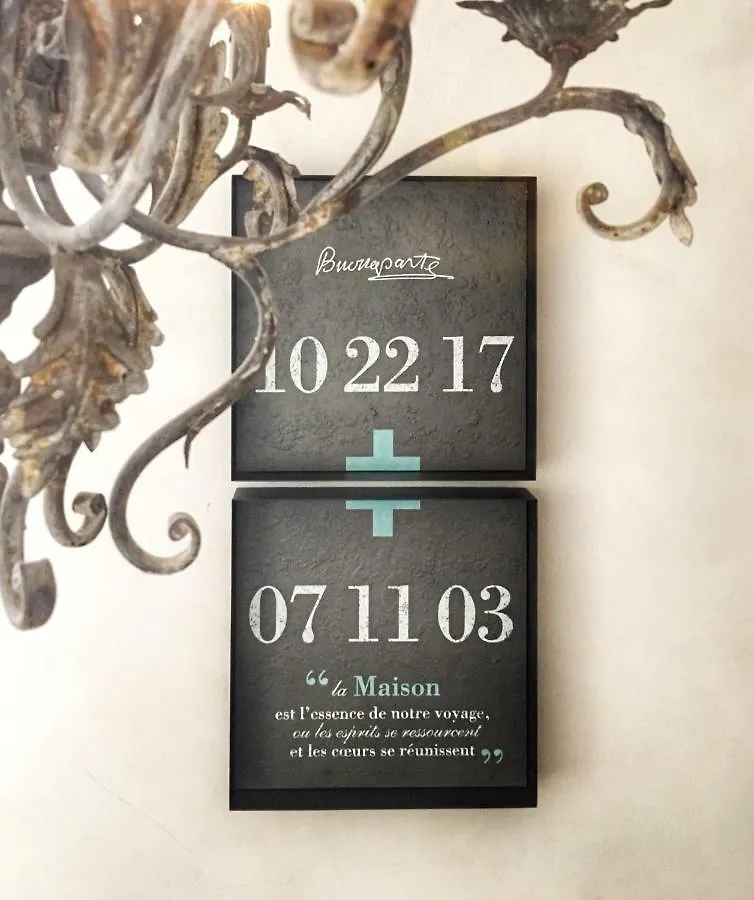 Buonaparte
10 22 17
07 11 03
“ la Maison
est l’essence de notre voyage,
ou les esprits se ressourcent
et les cœurs se réunissent ”